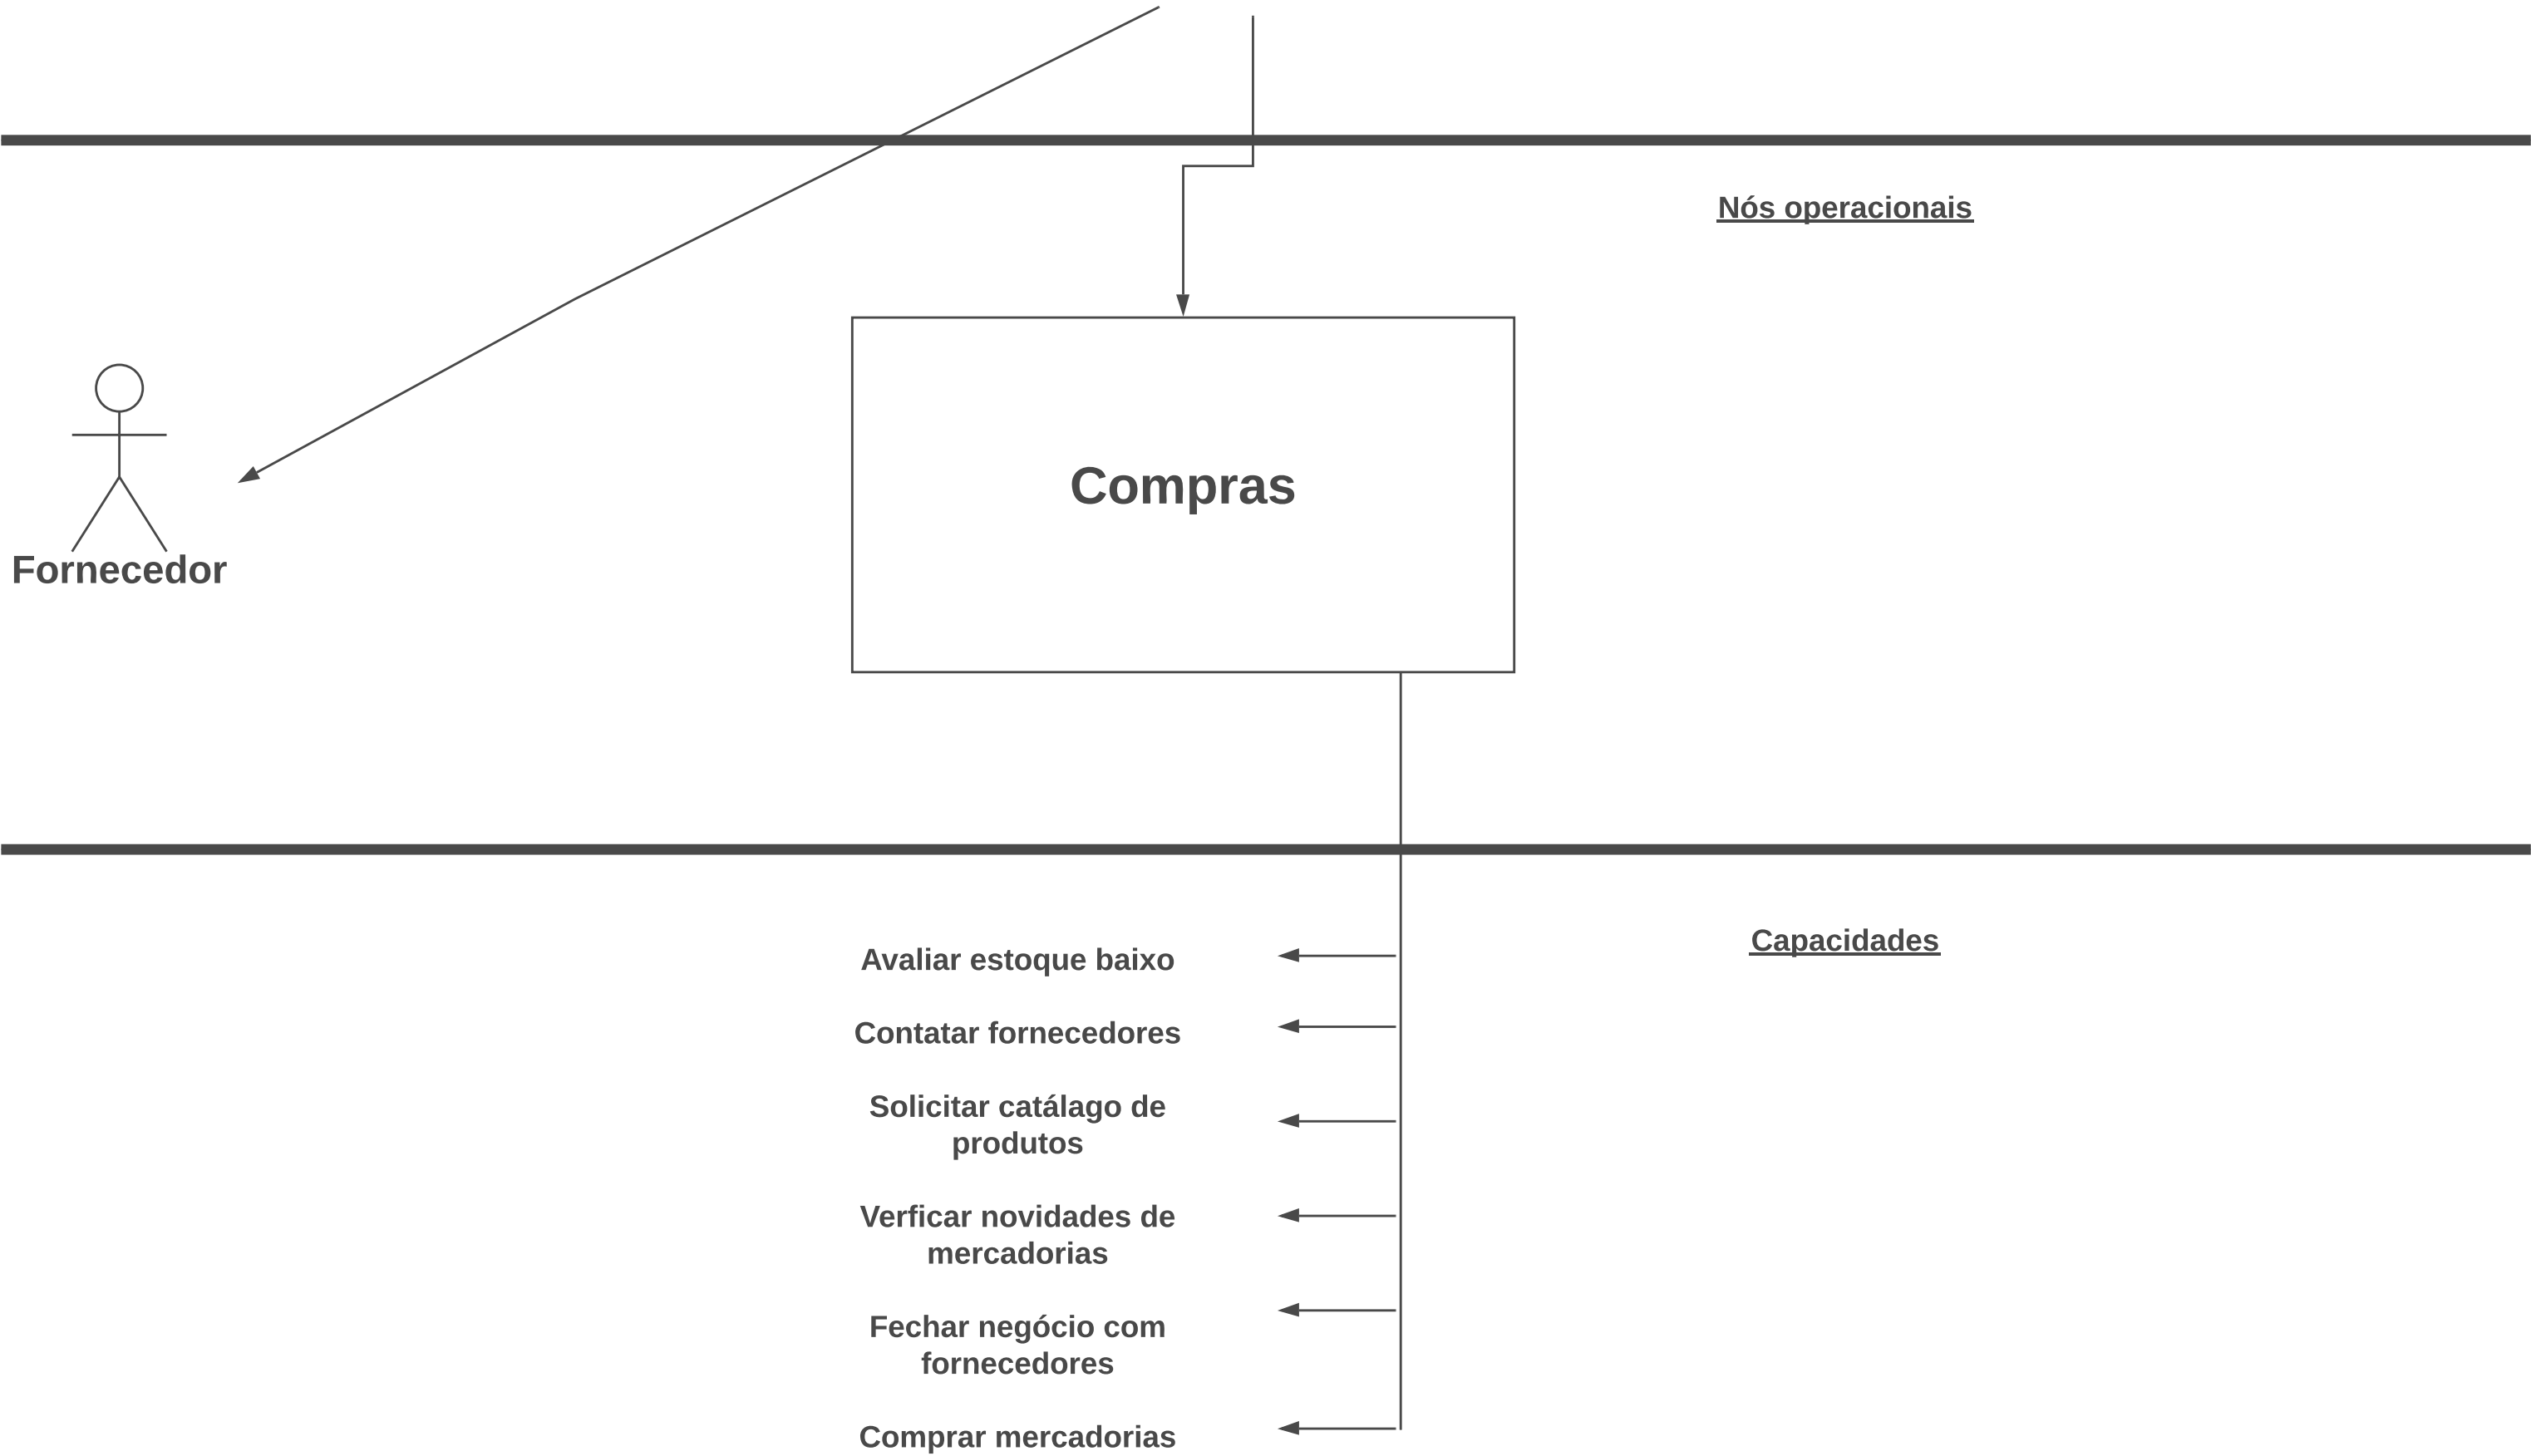 Nós operacionais
Compras
Fornecedor
Capacidades
Avaliar estoque baixo
Contatar fornecedores
Solicitar catálago de
produtos
Verficar novidades de
mercadorias
Fechar negócio com
fornecedores
Comprar mercadorias